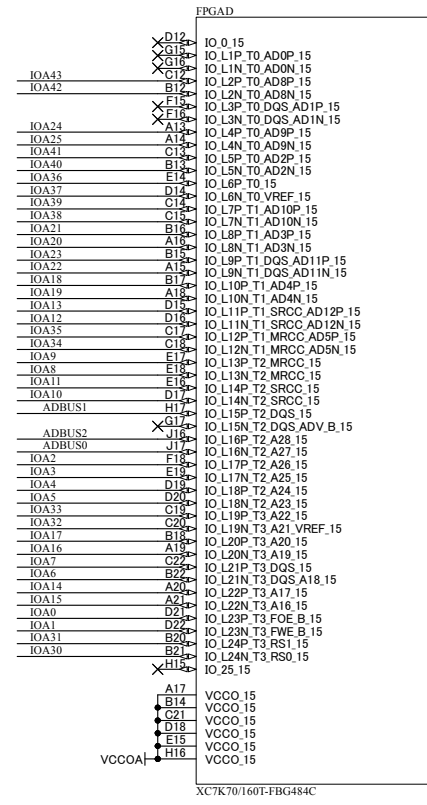 FPGAD
D12 IO_0_15
G15 IO_L1P_T0_AD0P_15
G16 IO_L1N_T0_AD0N_15
IOA43 C12 IO_L2P_T0_AD8P_15
IOA42 B12 IO_L2N_T0_AD8N_15
F15 IO_L3P_T0_DQS_AD1P_15
F16 IO_L3N_T0_DQS_AD1N_15
IOA24 A13 IO_L4P_T0_AD9P_15
IOA25 A14 IO_L4N_T0_AD9N_15
IOA41 C13 IO_L5P_T0_AD2P_15
IOA40 B13 IO_L5N_T0_AD2N_15
IOA36 E14 IO_L6P_T0_15
IOA37 D14 IO_L6N_T0_VREF_15
IOA39 C14 IO_L7P_T1_AD10P_15
IOA38 C15 IO_L7N_T1_AD10N_15
IOA21 B16 IO_L8P_T1_AD3P_15
IOA20 A16 IO_L8N_T1_AD3N_15
IOA23 B15 IO_L9P_T1_DQS_AD11P_15
IOA22 A15 IO_L9N_T1_DQS_AD11N_15
IOA18 B17 IO_L10P_T1_AD4P_15
IOA19 A18 IO_L10N_T1_AD4N_15
IOA13 D15 IO_L11P_T1_SRCC_AD12P_15
IOA12 D16 IO_L11N_T1_SRCC_AD12N_15
IOA35 C17 IO_L12P_T1_MRCC_AD5P_15
IOA34 C18 IO_L12N_T1_MRCC_AD5N_15
IOA9 E17 IO_L13P_T2_MRCC_15
IOA8 E18 IO_L13N_T2_MRCC_15
IOA11 E16 IO_L14P_T2_SRCC_15
IOA10 D17 IO_L14N_T2_SRCC_15
ADBUS1 H17 IO_L15P_T2_DQS_15
G17 IO_L15N_T2_DQS_ADV_B_15
ADBUS2 J16 IO_L16P_T2_A28_15
ADBUS0 J17 IO_L16N_T2_A27_15
IOA2 F18 IO_L17P_T2_A26_15
IOA3 E19 IO_L17N_T2_A25_15
IOA4 D19 IO_L18P_T2_A24_15
IOA5 D20 IO_L18N_T2_A23_15
IOA33 C19 IO_L19P_T3_A22_15
IOA32 C20 IO_L19N_T3_A21_VREF_15
IOA17 B18 IO_L20P_T3_A20_15
IOA16 A19 IO_L20N_T3_A19_15
IOA7 C22 IO_L21P_T3_DQS_15
IOA6 B22 IO_L21N_T3_DQS_A18_15
IOA14 A20 IO_L22P_T3_A17_15
IOA15 A21 IO_L22N_T3_A16_15
IOA0 D21 IO_L23P_T3_FOE_B_15
IOA1 D22 IO_L23N_T3_FWE_B_15
IOA31 B20 IO_L24P_T3_RS1_15
IOA30 B21 IO_L24N_T3_RS0_15
H15 IO_25_15
A17 VCCO_15
B14 VCCO_15
C21 VCCO_15
D18 VCCO_15
E15 VCCO_15
VCCOA H16 VCCO_15
XC7K70/160T-FBG484C